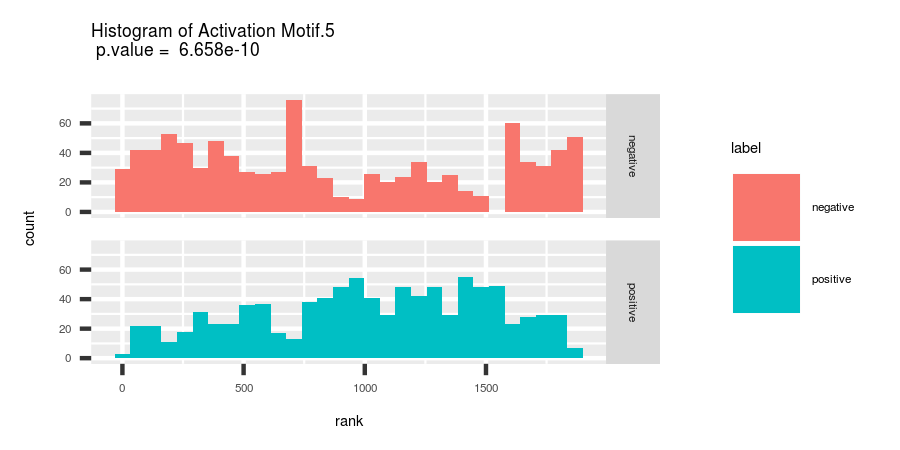 Histogram of Activation Motif.5
p.value =  6.658e-10
count
60
40
20
0
negative
60
40
20
0
positive
0
500
1000
1500
rank
label
negative
positive